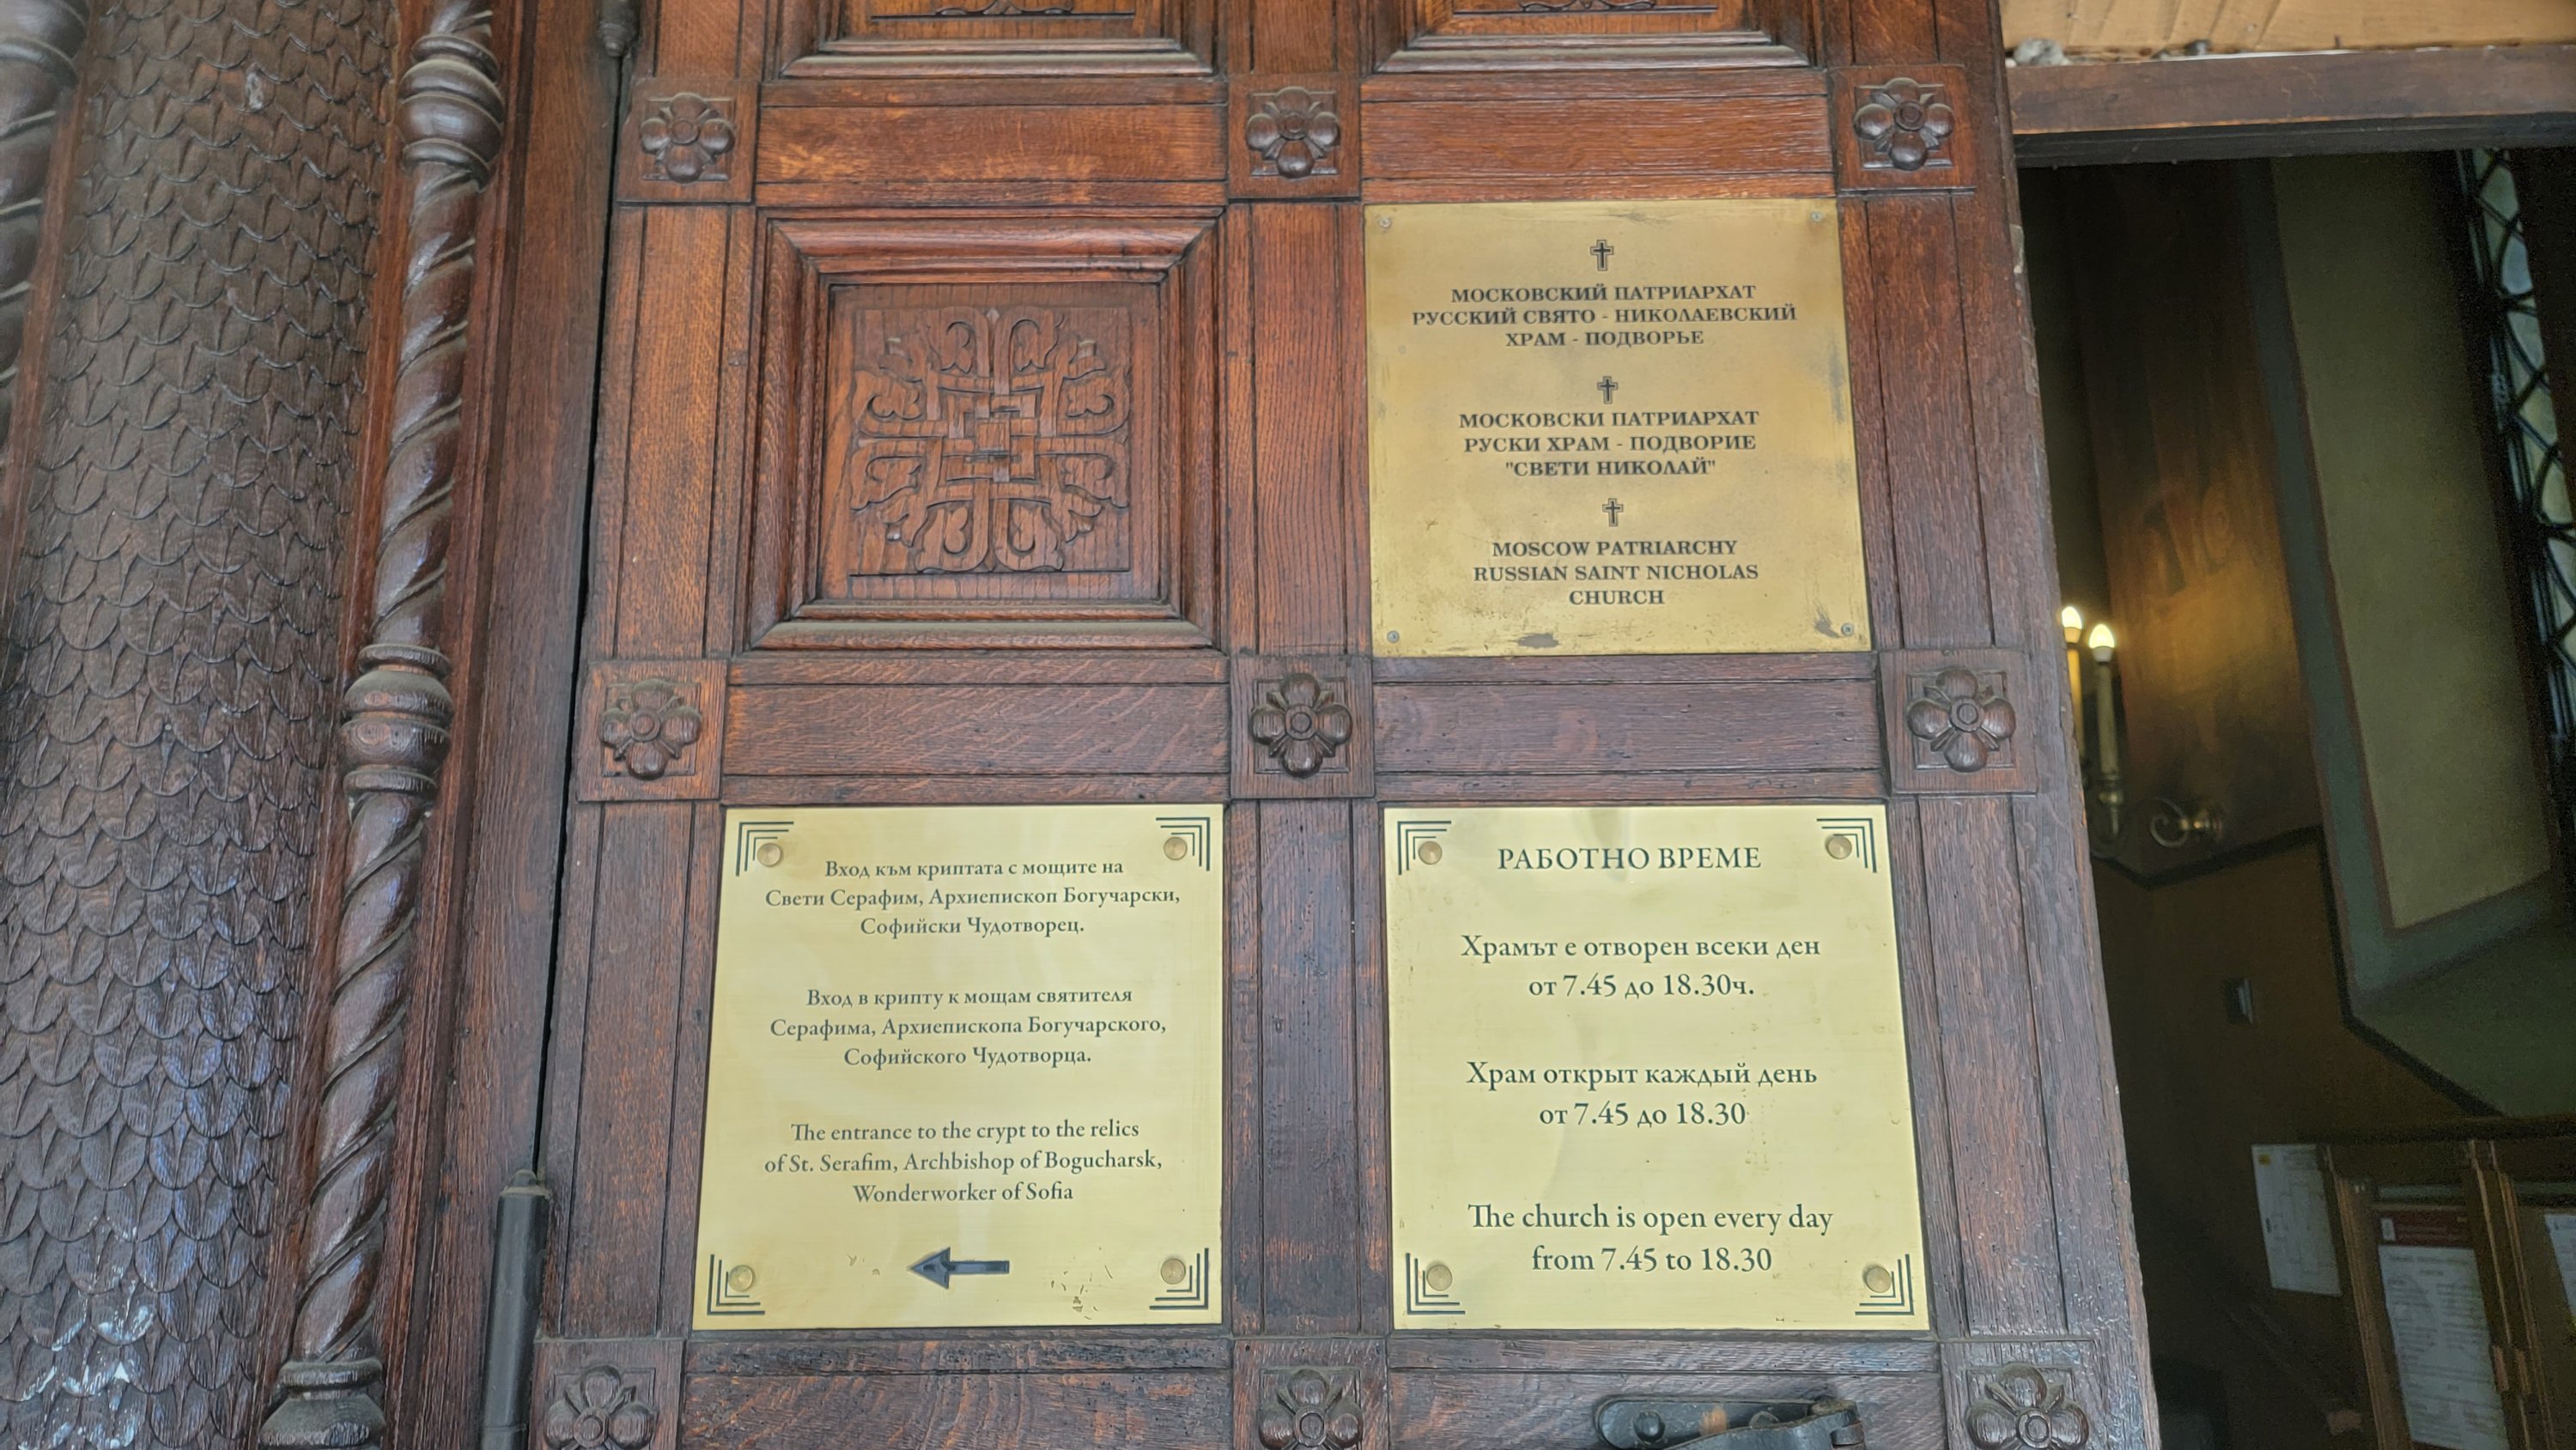 МОСКОВСКИЙ ПАТРИАРХАТ
РУССКИЙ СВЯТО - НИКОЛАЕВСКИЙ
ХРАМ - ПОДВОРЬЕ
МОСКОВСКИ ПАТРИАРХАТ
РУСКИ ХРАМ - ПОДВОРИЕ
"СВЕТИ НИКОЛАЙ"
MOSCOW PATRIARCHY
RUSSIAN SAINT NICHOLAS
CHURCH
Вход към криптата с мощите на
Свети Серафим, Архиепископ Богучарски,
Софийски Чудотворец.
Вход в крипту к мощам святителя
Серафима, Архиепископа Богучарского,
Софийского Чудотворца.
The entrance to the crypt to the relics
of St. Serafim, Archbishop of Bogucharsk,
Wonderworker of Sofia
РАБОТНО ВРЕМЕ
Храмът е отворен всеки ден
от 7.45 до 18.30ч.
Храм открыт каждый день
от 7.45 до 18.30
The church is open every day
from 7.45 to 18.30